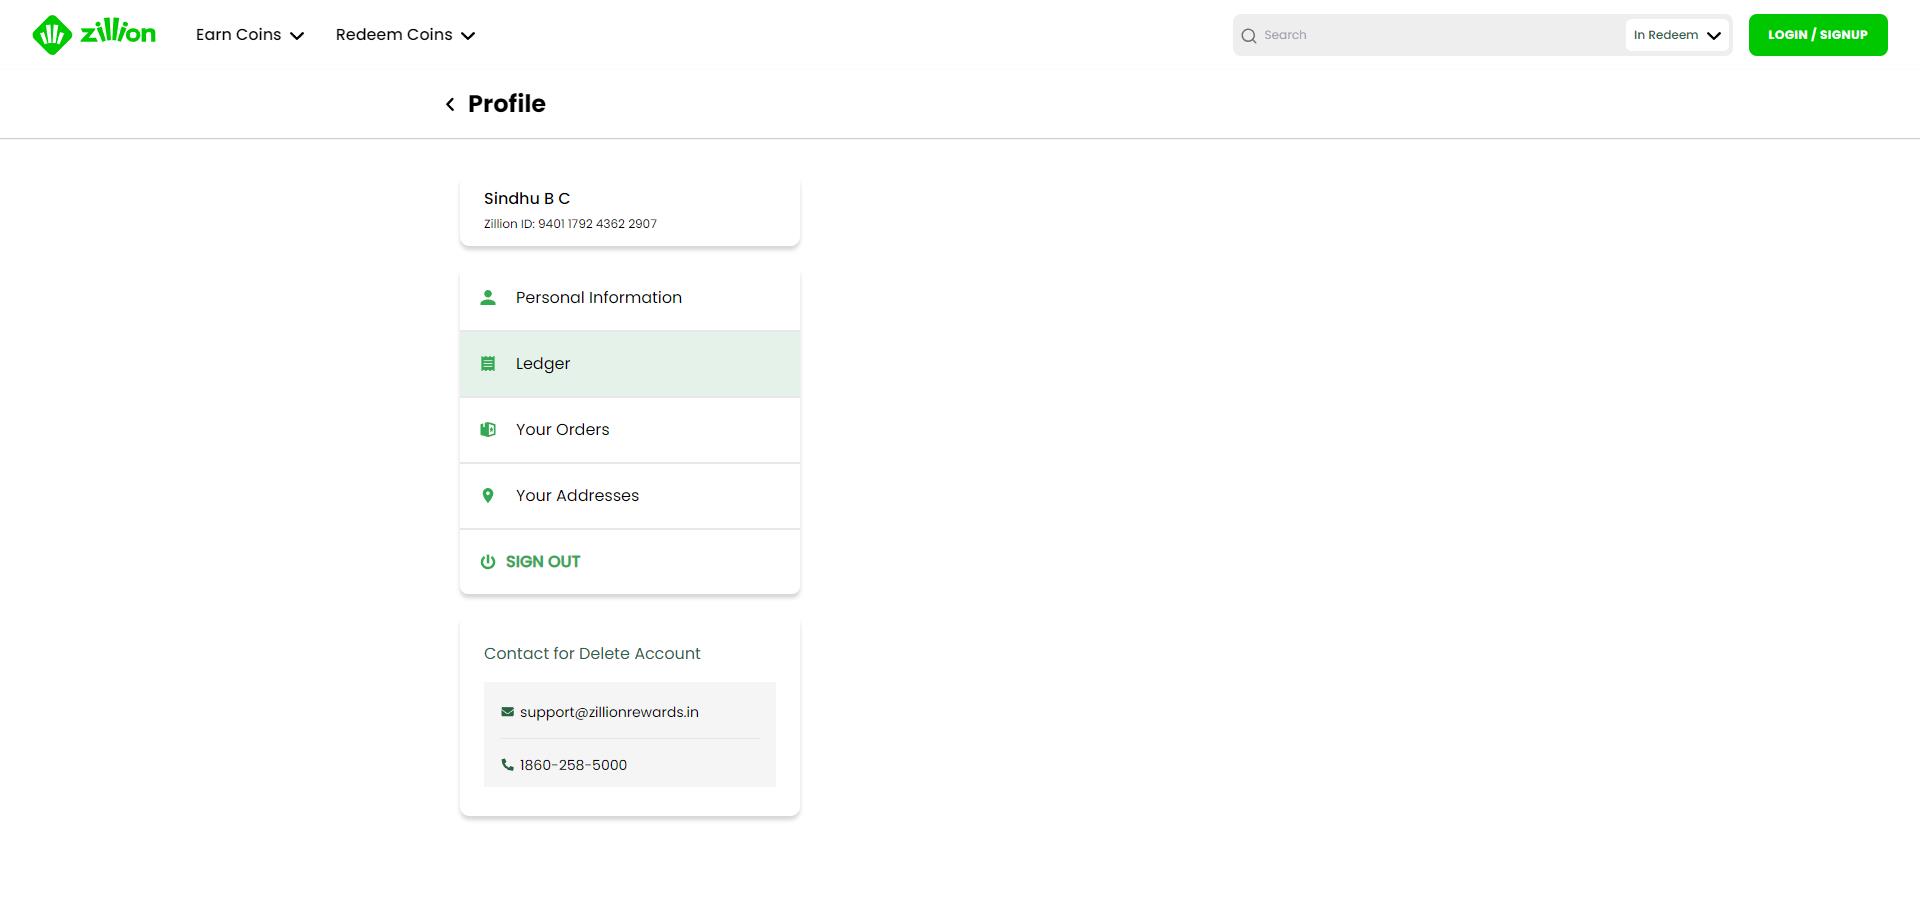 zillion
Earn Coins
Redeem Coins
Search
In Redeem
LOGIN / SIGNUP
Profile
Sindhu B C
Zillion ID: 9401 1792 4362 2907
Personal Information
Ledger
Your Orders
Your Addresses
SIGN OUT
Contact for Delete Account
support@zillionrewards.in
1860-258-5000